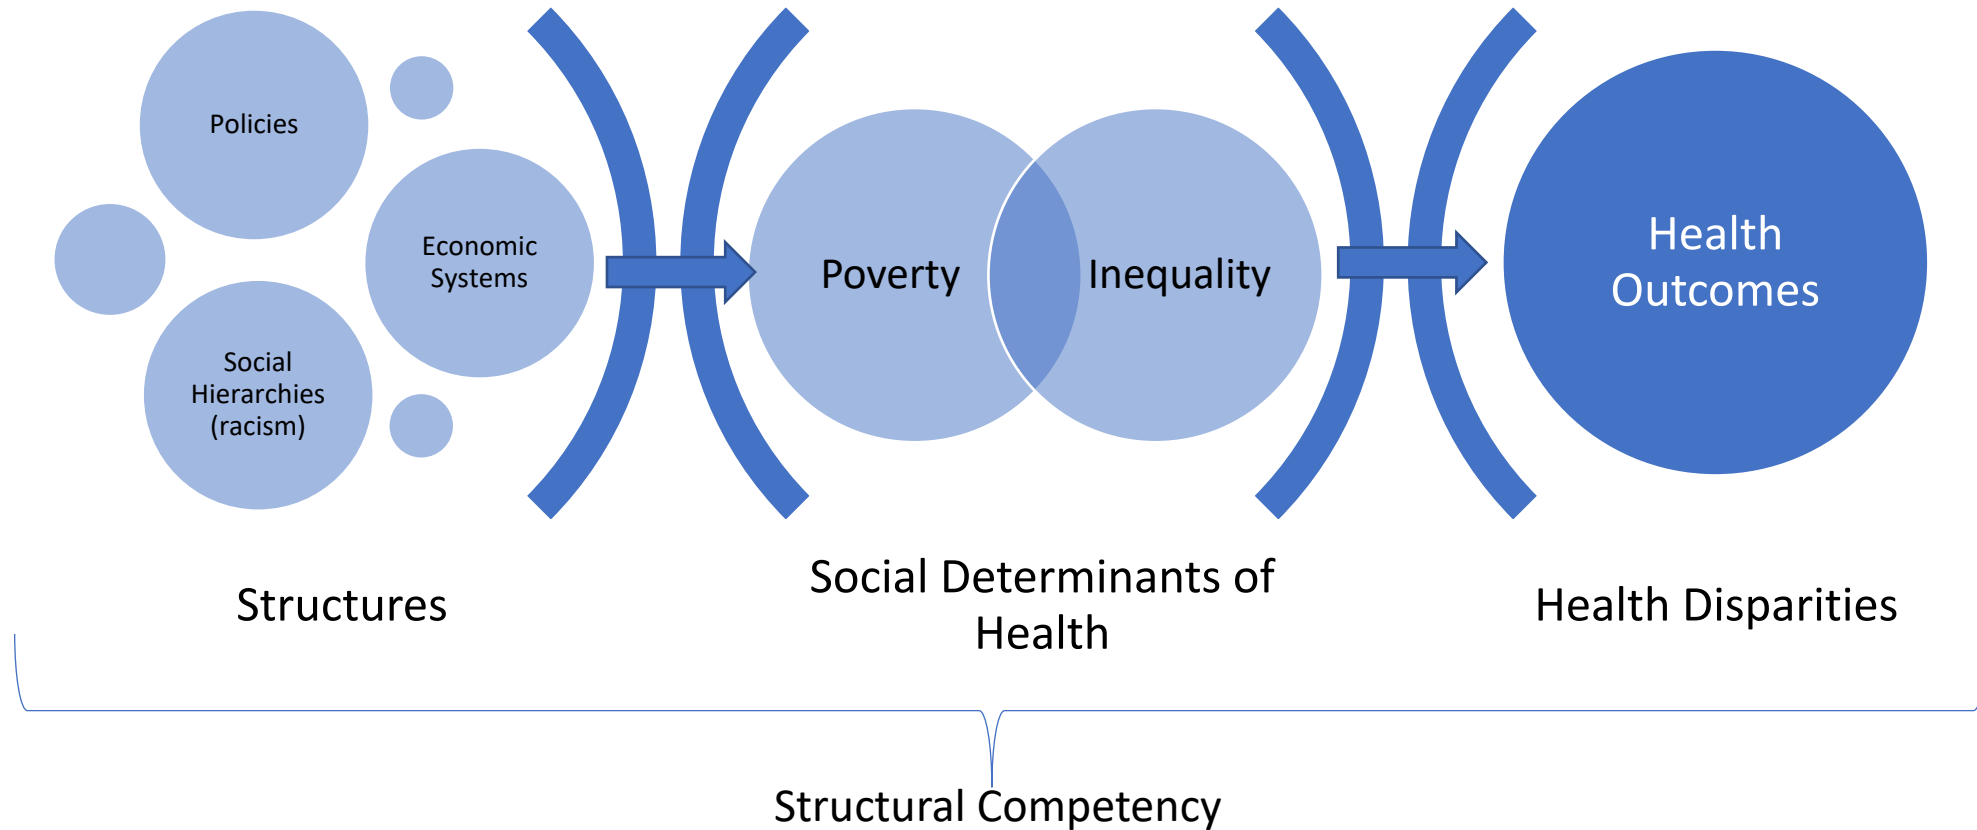 Policies
Economic
Systems
Social
Hierarchies
(racism)
Poverty
Inequality
Health
Outcomes
Structures
Social Determinants of
Health
Health Disparities
Structural Competency